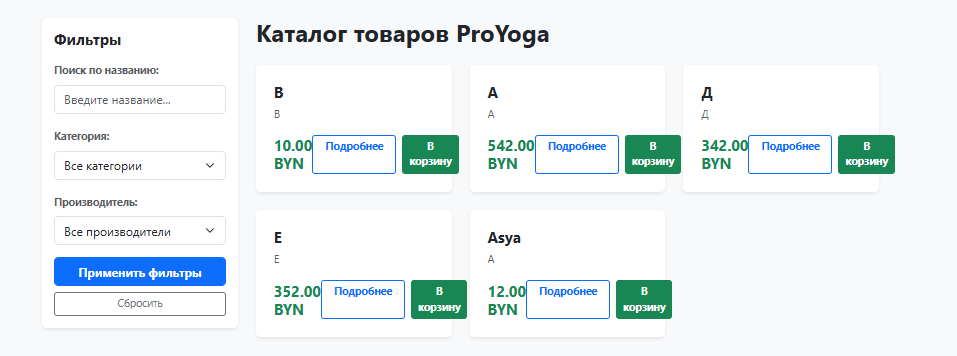 Фильтры
Поиск по названию:
Введите название...
Категория:
Все категории
Производитель:
Все производители
Применить фильтры
Сбросить
Каталог товаров ProYoga
В
В
10.00
BYN
Подробнее
В
корзину
А
А
542.00
BYN
Подробнее
В
корзину
Д
Д
342.00
BYN
Подробнее
В
корзину
Е
Е
352.00
BYN
Подробнее
В
корзину
Asya
А
12.00
BYN
Подробнее
В
корзину